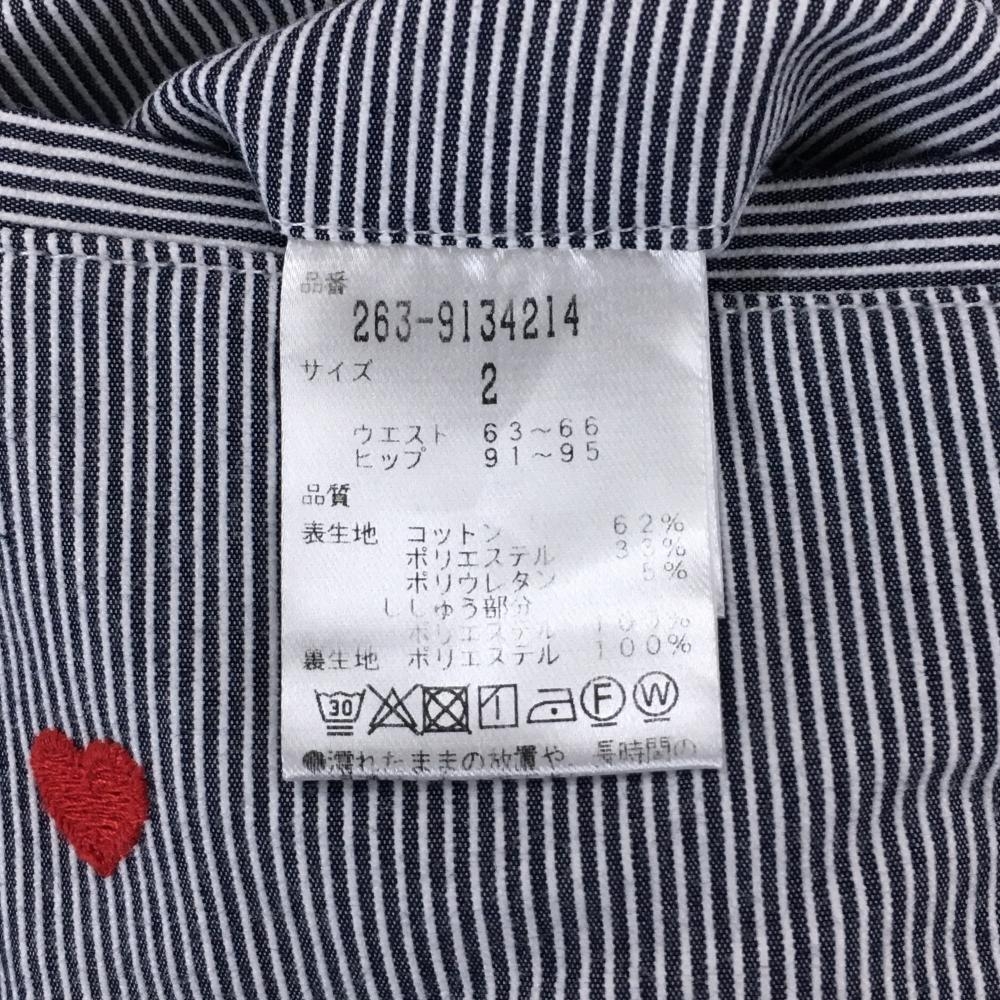 品番
263-9134214
サイズ 2
ウエスト 63～66
ヒップ 91～95
品質
表生地 コットン 62%
ポリエステル 33%
ポリウレタン 5%
ししゅう部分
ポリエステル 100%
裏生地 ポリエステル 100%
30 F W
●濡れたままの放置や、長時間の